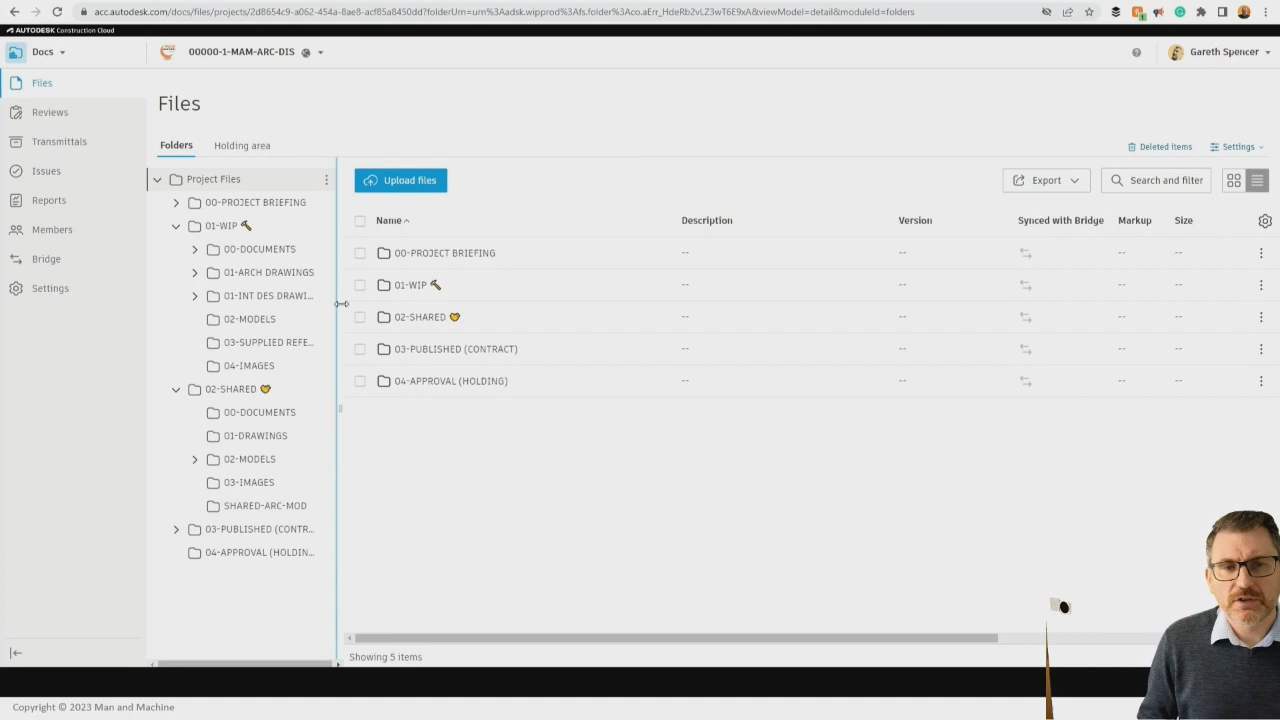 acc.autodesk.com/docs/files/projects/2d8654c9-a062-454a-8ae8-acf85a8450dd?folderUrn=urn%3Aadsk.wipprod%3Afs.folder%3Aco.aErr_HdeRb2vLZ3wT6E9xA&viewModel=detail&moduleId=folders
AUTODESK Construction Cloud
Docs
00000-1-MAM-ARC-DIS
Gareth Spencer
Files
Reviews
Transmittals
Issues
Reports
Members
Bridge
Settings
Files
Folders
Holding area
Deleted items
Settings
Project Files
00-PROJECT BRIEFING
01-WIP
00-DOCUMENTS
01-ARCH DRAWINGS
01-INT DES DRAWI...
02-MODELS
03-SUPPLIED REFE...
04-IMAGES
02-SHARED
00-DOCUMENTS
01-DRAWINGS
02-MODELS
03-IMAGES
SHARED-ARC-MOD
03-PUBLISHED (CONTR...
04-APPROVAL (HOLDIN...
Upload files
Export
Search and filter
Name Description Version Synced with Bridge Markup Size
00-PROJECT BRIEFING -- -- -- --
01-WIP -- -- -- --
02-SHARED -- -- -- --
03-PUBLISHED (CONTRACT) -- -- -- --
04-APPROVAL (HOLDING) -- -- -- --
Showing 5 items
Copyright © 2023 Man and Machine